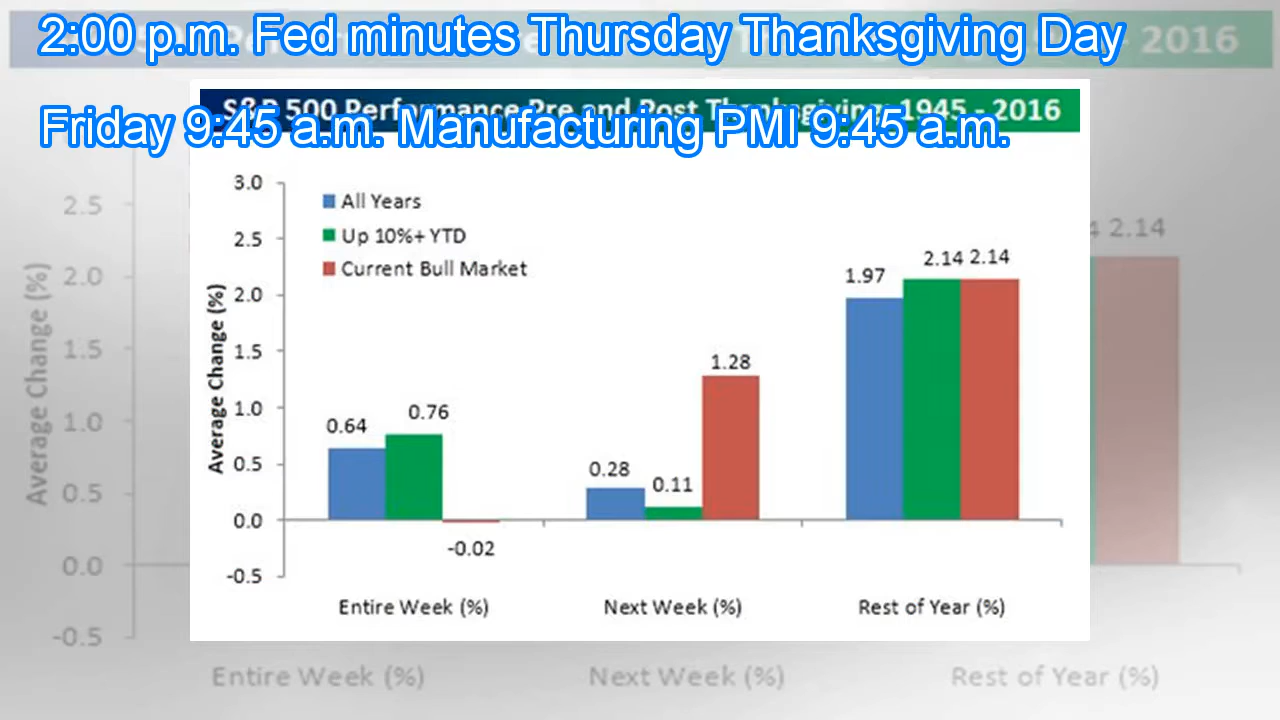 2:00 p.m. Fed minutes Thursday Thanksgiving Day
- 2016
S&P 500 Performance Pre and Post Thanksgiving: 1945 - 2016
Friday 9:45 a.m. Manufacturing PMI 9:45 a.m.
3.0
All Years
2.5
Up 10%+ YTD
Current Bull Market
2.0
1.5
1.0
0.5
0.0
-0.5
Average Change (%)
0.64
0.76
-0.02
0.28
0.11
1.28
1.97
2.14
2.14
Entire Week (%)
Next Week (%)
Rest of Year (%)
2.5
2.0
1.5
1.0
0.5
0.0
-0.5
Average Change (%)
4 2.14
Entire Week (%)
Next Week (%)
Rest of Year (%)